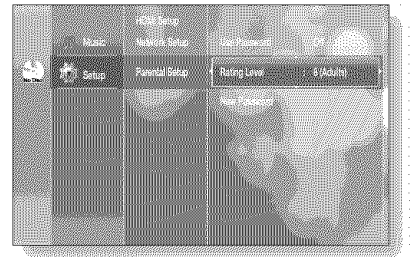 HDMI Setup
Music Network Setup Use Password : Off
No Disc Setup Parental Setup Rating Level : 8 (Adults)
New Password